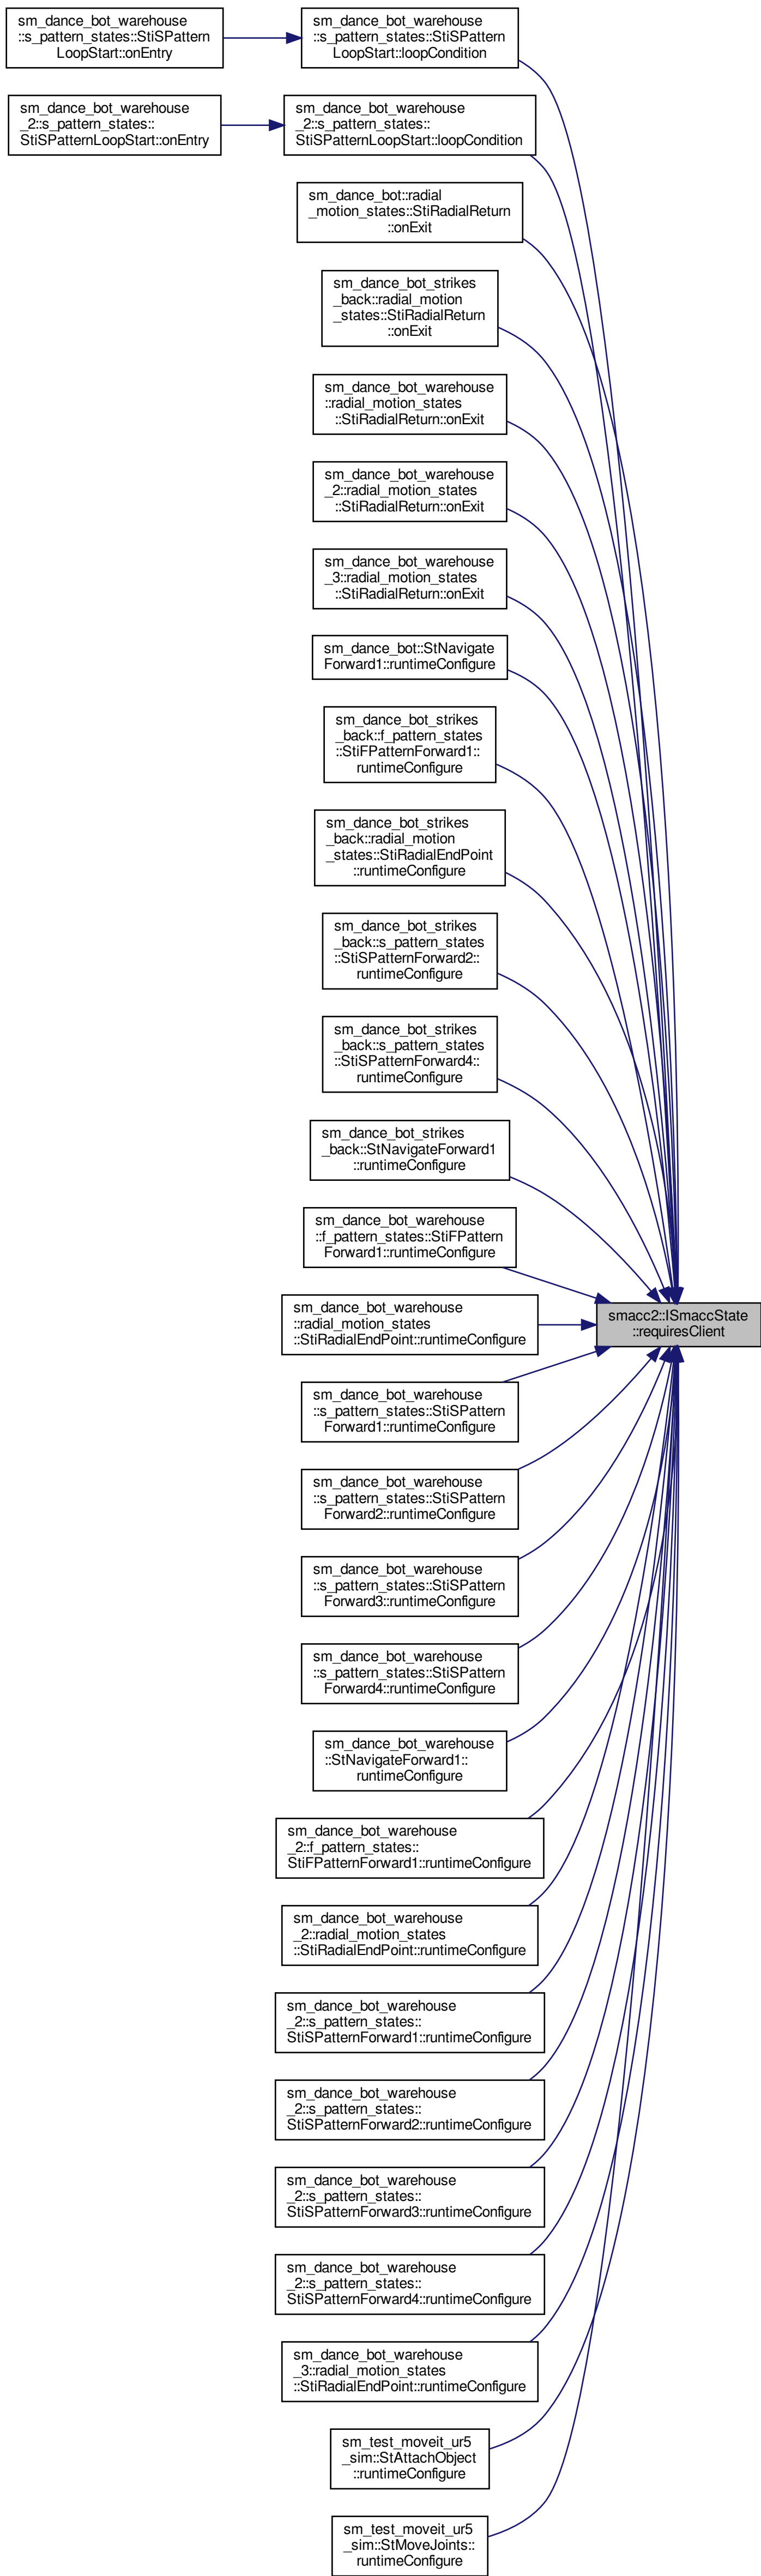 sm_dance_bot_warehouse
::s_pattern_states::StiSPattern
LoopStart::onEntry
sm_dance_bot_warehouse
::s_pattern_states::StiSPattern
LoopStart::loopCondition
sm_dance_bot_warehouse
_2::s_pattern_states::
StiSPatternLoopStart::onEntry
sm_dance_bot_warehouse
_2::s_pattern_states::
StiSPatternLoopStart::loopCondition
sm_dance_bot::radial
_motion_states::StiRadialReturn
::onExit
sm_dance_bot_strikes
_back::radial_motion
_states::StiRadialReturn
::onExit
sm_dance_bot_warehouse
::radial_motion_states
::StiRadialReturn::onExit
sm_dance_bot_warehouse
_2::radial_motion_states
::StiRadialReturn::onExit
sm_dance_bot_warehouse
_3::radial_motion_states
::StiRadialReturn::onExit
sm_dance_bot::StNavigate
Forward1::runtimeConfigure
sm_dance_bot_strikes
_back::f_pattern_states
::StiFPatternForward1::
runtimeConfigure
sm_dance_bot_strikes
_back::radial_motion
_states::StiRadialEndPoint
::runtimeConfigure
sm_dance_bot_strikes
_back::s_pattern_states
::StiSPatternForward2::
runtimeConfigure
sm_dance_bot_strikes
_back::s_pattern_states
::StiSPatternForward4::
runtimeConfigure
sm_dance_bot_strikes
_back::StNavigateForward1
::runtimeConfigure
sm_dance_bot_warehouse
::f_pattern_states::StiFPattern
Forward1::runtimeConfigure
smacc2::ISmaccState
::requiresClient
sm_dance_bot_warehouse
::radial_motion_states
::StiRadialEndPoint::runtimeConfigure
sm_dance_bot_warehouse
::s_pattern_states::StiSPattern
Forward1::runtimeConfigure
sm_dance_bot_warehouse
::s_pattern_states::StiSPattern
Forward2::runtimeConfigure
sm_dance_bot_warehouse
::s_pattern_states::StiSPattern
Forward3::runtimeConfigure
sm_dance_bot_warehouse
::s_pattern_states::StiSPattern
Forward4::runtimeConfigure
sm_dance_bot_warehouse
::StNavigateForward1::
runtimeConfigure
sm_dance_bot_warehouse
_2::f_pattern_states::
StiFPatternForward1::runtimeConfigure
sm_dance_bot_warehouse
_2::radial_motion_states
::StiRadialEndPoint::runtimeConfigure
sm_dance_bot_warehouse
_2::s_pattern_states::
StiSPatternForward1::runtimeConfigure
sm_dance_bot_warehouse
_2::s_pattern_states::
StiSPatternForward2::runtimeConfigure
sm_dance_bot_warehouse
_2::s_pattern_states::
StiSPatternForward3::runtimeConfigure
sm_dance_bot_warehouse
_2::s_pattern_states::
StiSPatternForward4::runtimeConfigure
sm_dance_bot_warehouse
_3::radial_motion_states
::StiRadialEndPoint::runtimeConfigure
sm_test_moveit_ur5
_sim::StAttachObject
::runtimeConfigure
sm_test_moveit_ur5
_sim::StMoveJoints::
runtimeConfigure